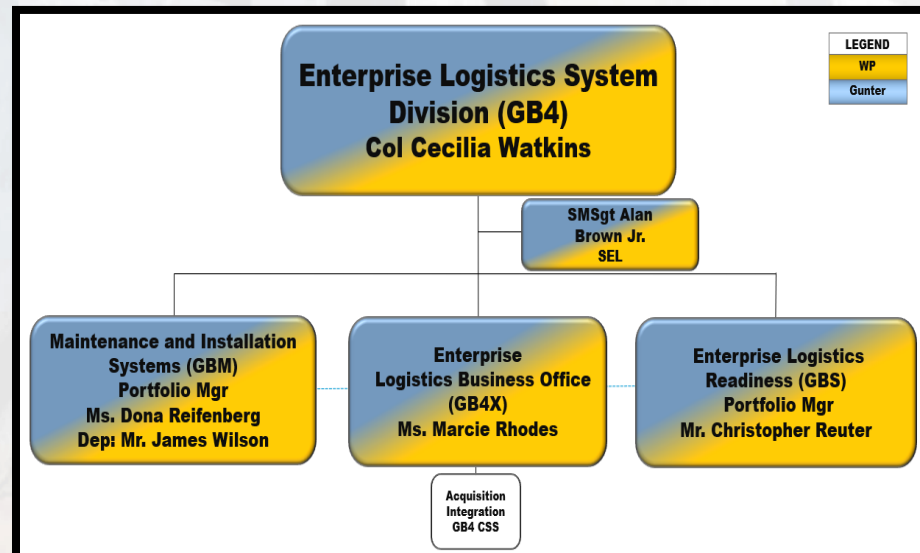 Enterprise Logistics System
Division (GB4)
Col Cecilia Watkins
LEGEND
WP
Gunter
SMSgt Alan
Brown Jr.
SEL
Maintenance and Installation
Systems (GBM)
Portfolio Mgr
Ms. Dona Reifenberg
Dep: Mr. James Wilson
Enterprise
Logistics Business Office
(GB4X)
Ms. Marcie Rhodes
Enterprise Logistics
Readiness (GBS)
Portfolio Mgr
Mr. Christopher Reuter
Acquisition
Integration
GB4 CSS